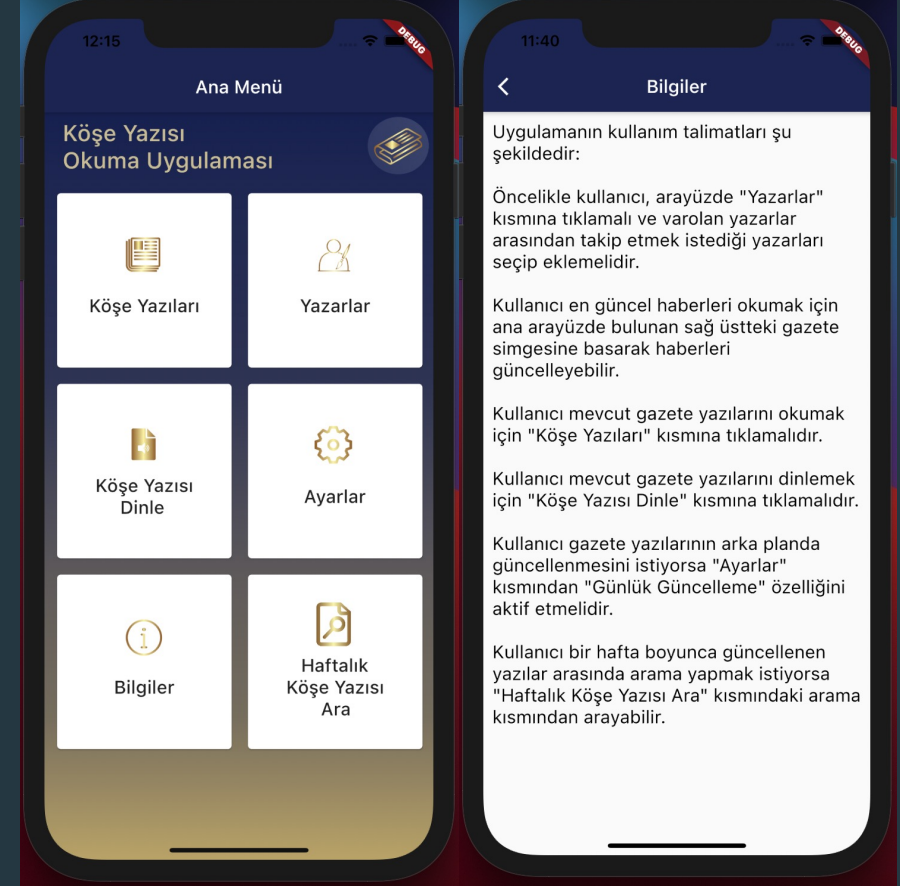 12:15
DEBUG
Ana Menü
Köşe Yazısı
Okuma Uygulaması
Köşe Yazıları
Yazarlar
Köşe Yazısı
Dinle
Ayarlar
Bilgiler
Haftalık
Köşe Yazısı
Ara
11:40
DEBUG
Bilgiler
Uygulamanın kullanım talimatları şu
şekildedir:
Öncelikle kullanıcı, arayüzde "Yazarlar"
kısmına tıklamalı ve varolan yazarlar
arasından takip etmek istediği yazarları
seçip eklemelidir.
Kullanıcı en güncel haberleri okumak için
ana arayüzde bulunan sağ üstteki gazete
simgesine basarak haberleri
güncelleyebilir.
Kullanıcı mevcut gazete yazılarını okumak
için "Köşe Yazıları" kısmına tıklamalıdır.
Kullanıcı mevcut gazete yazılarını dinlemek
için "Köşe Yazısı Dinle" kısmına tıklamalıdır.
Kullanıcı gazete yazılarının arka planda
güncellenmesini istiyorsa "Ayarlar"
kısmından "Günlük Güncelleme" özelliğini
aktif etmelidir.
Kullanıcı bir hafta boyunca güncellenen
yazılar arasında arama yapmak istiyorsa
"Haftalık Köşe Yazısı Ara" kısmındaki arama
kısmından arayabilir.